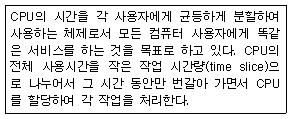 CPU의 시간을 각 사용자에게 균등하게 분할하여
사용하는 체제로서 모든 컴퓨터 사용자에게 똑같
은 서비스를 하는 것을 목표로 하고 있다. CPU의
전체 사용시간을 작은 작업 시간량(time slice)으
로 나누어서 그 시간 동안만 번갈아 가면서 CPU
를 할당하여 각 작업을 처리한다.